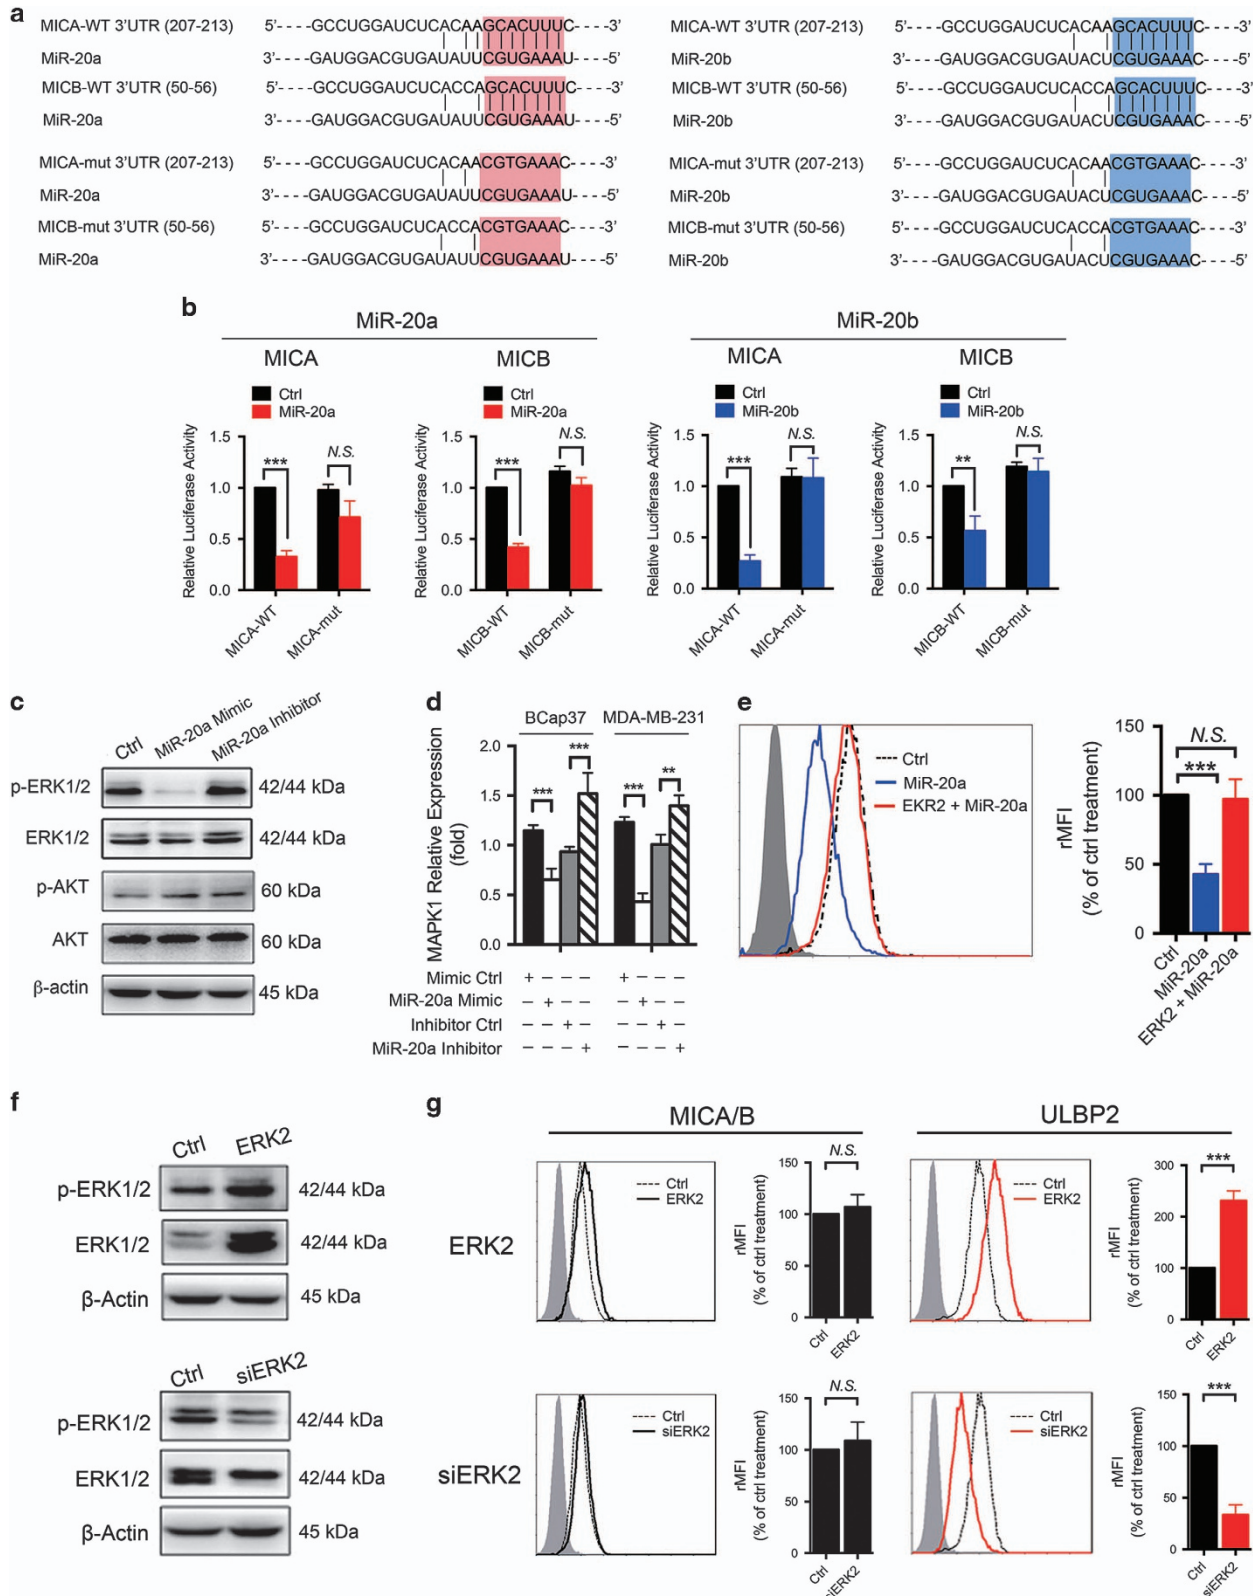 a
MICA-WT 3'UTR (207-213) 5'----GCCUGGAUCUCACAAGCACUUUC----3'
MiR-20a 3'----GAUGGACGUGAUAUUCGUGAAAU----5'
MICB-WT 3'UTR (50-56) 5'----GCCUGGAUCUCACCAGCACUUUC----3'
MiR-20a 3'----GAUGGACGUGAUAUUCGUGAAAU----5'
MICA-mut 3'UTR (207-213) 5'----GCCUGGAUCUCACAACGTGAAAC----3'
MiR-20a 3'----GAUGGACGUGAUAUUCGUGAAAU----5'
MICB-mut 3'UTR (50-56) 5'----GCCUGGAUCUCACCACGTGAAAC----3'
MiR-20a 3'----GAUGGACGUGAUAUUCGUGAAAU----5'
MICA-WT 3'UTR (207-213) 5'----GCCUGGAUCUCACAAGCACUUUC----3'
MiR-20b 3'----GAUGGACGUGAUACUCGUGAAAC----5'
MICB-WT 3'UTR (50-56) 5'----GCCUGGAUCUCACCAGCACUUUC----3'
MiR-20b 3'----GAUGGACGUGAUACUCGUGAAAC----5'
MICA-mut 3'UTR (207-213) 5'----GCCUGGAUCUCACAACGTGAAAC----3'
MiR-20b 3'----GAUGGACGUGAUACUCGUGAAAC----5'
MICB-mut 3'UTR (50-56) 5'----GCCUGGAUCUCACCACGTGAAAC----3'
MiR-20b 3'----GAUGGACGUGAUACUCGUGAAAC----5'
b
MiR-20a
MiR-20b
MICA
Ctrl
MiR-20a
Relative Luciferase Activity
1.5
1.0
0.5
0.0
***
N.S.
MICA-WT
MICA-mut
MICB
Ctrl
MiR-20a
Relative Luciferase Activity
1.5
1.0
0.5
0.0
***
N.S.
MICB-WT
MICB-mut
MICA
Ctrl
MiR-20b
Relative Luciferase Activity
1.5
1.0
0.5
0.0
***
N.S.
MICA-WT
MICA-mut
MICB
Ctrl
MiR-20b
Relative Luciferase Activity
1.5
1.0
0.5
0.0
**
N.S.
MICB-WT
MICB-mut
c
Ctrl
MiR-20a Mimic
MiR-20a Inhibitor
p-ERK1/2 42/44 kDa
ERK1/2 42/44 kDa
p-AKT 60 kDa
AKT 60 kDa
β-actin 45 kDa
d
BCap37 MDA-MB-231
MAPK1 Relative Expression
(fold)
2.0
1.5
1.0
0.5
0.0
*** *** *** **
Mimic Ctrl + – – – + – – –
MiR-20a Mimic – + – – – + – –
Inhibitor Ctrl – – + – – – + –
MiR-20a Inhibitor – – – + – – – +
e
Ctrl
MiR-20a
EKR2 + MiR-20a
rMFI
(% of ctrl treatment)
150
100
50
0
N.S.
***
Ctrl
MiR-20a
ERK2 + MiR-20a
f
Ctrl ERK2
p-ERK1/2 42/44 kDa
ERK1/2 42/44 kDa
β-Actin 45 kDa
Ctrl siERK2
p-ERK1/2 42/44 kDa
ERK1/2 42/44 kDa
β-Actin 45 kDa
g
MICA/B
ULBP2
ERK2
Ctrl
ERK2
rMFI
(% of ctrl treatment)
150
100
50
0
N.S.
Ctrl
ERK2
Ctrl
ERK2
rMFI
(% of ctrl treatment)
300
200
100
0
***
Ctrl
ERK2
siERK2
Ctrl
siERK2
rMFI
(% of ctrl treatment)
150
100
50
0
N.S.
Ctrl
siERK2
Ctrl
siERK2
rMFI
(% of ctrl treatment)
150
100
50
0
***
Ctrl
siERK2